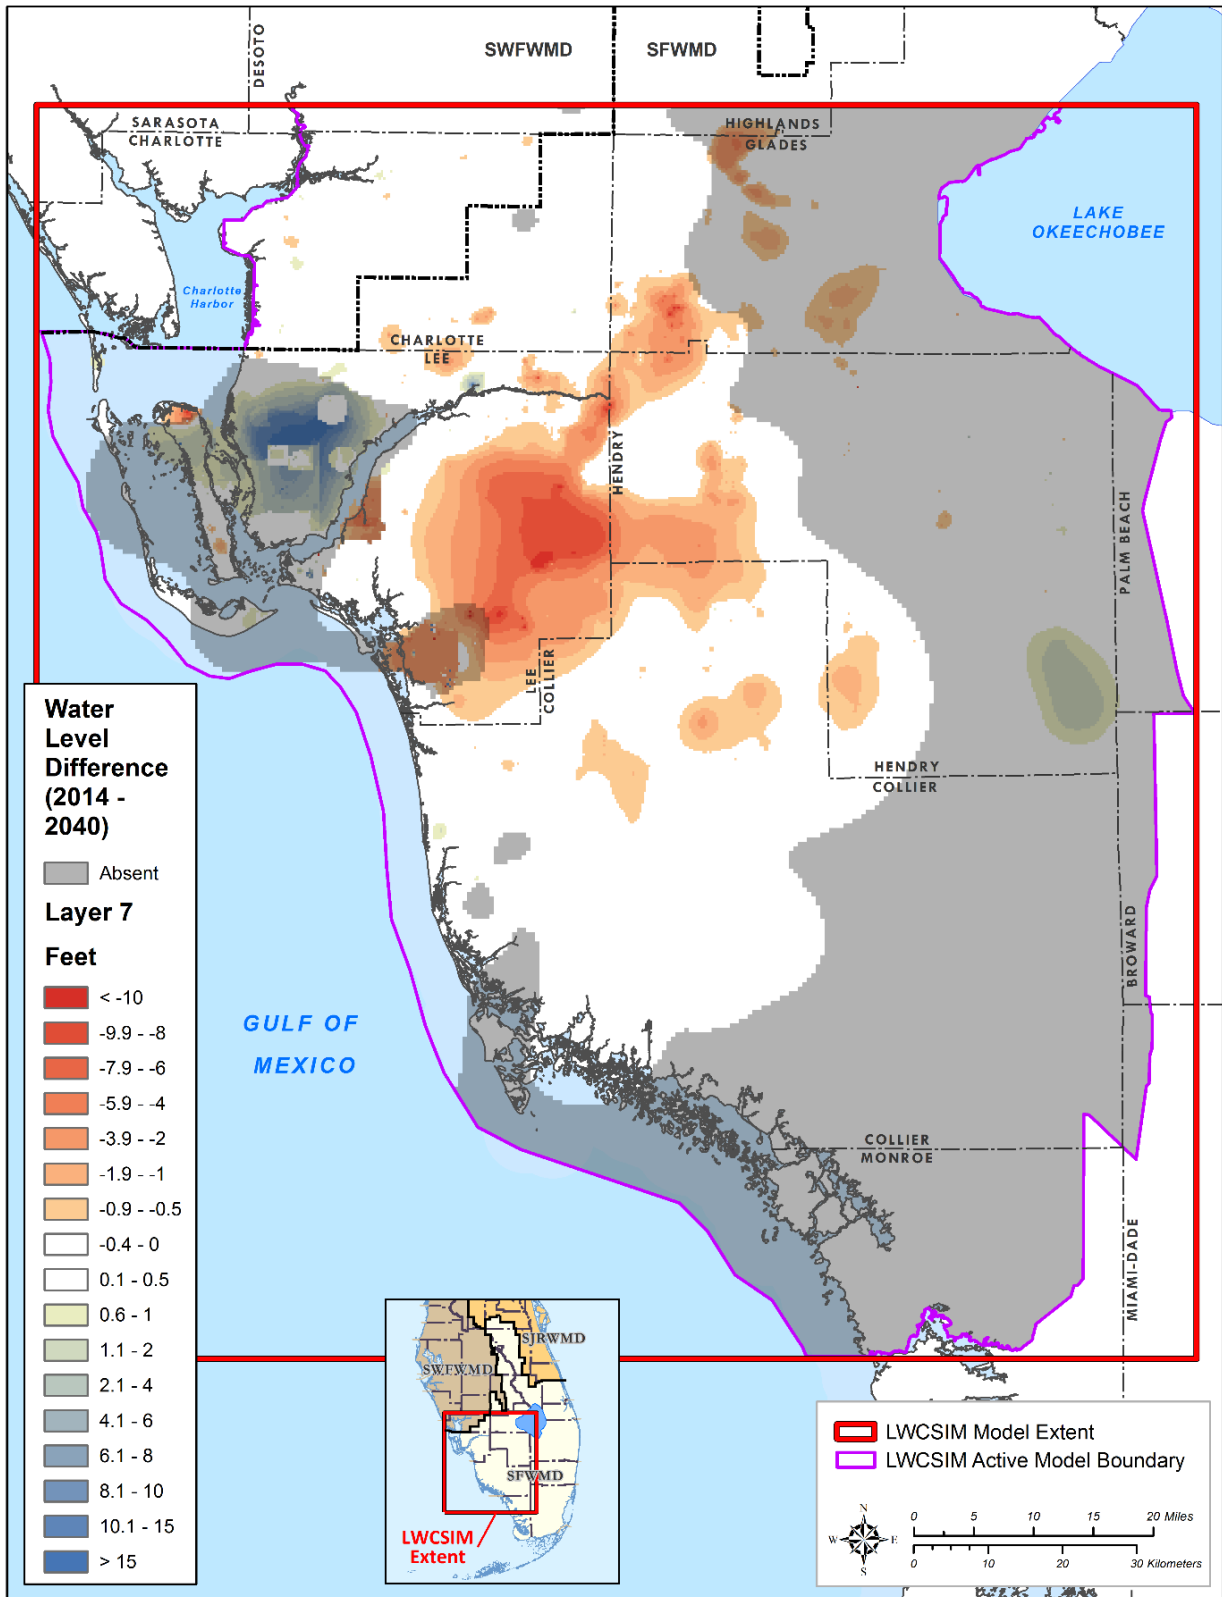 DESOTO
SWFWMD
SFWMD
SARASOTA
CHARLOTTE
HIGHLANDS
GLADES
LAKE
OKEECHOBEE
Charlotte
Harbor
CHARLOTTE
LEE
HENDRY
PALM BEACH
LEE
COLLIER
HENDRY
COLLIER
BROWARD
GULF OF
MEXICO
COLLIER
MONROE
MIAMI-DADE
Water
Level
Difference
(2014 -
2040)
Absent
Layer 7
Feet
< -10
-9.9 - -8
-7.9 - -6
-5.9 - -4
-3.9 - -2
-1.9 - -1
-0.9 - -0.5
-0.4 - 0
0.1 - 0.5
0.6 - 1
1.1 - 2
2.1 - 4
4.1 - 6
6.1 - 8
8.1 - 10
10.1 - 15
> 15
SJRWMD
SWFWMD
SFWMD
LWCSIM
Extent
LWCSIM Model Extent
LWCSIM Active Model Boundary
N
W
E
S
0 5 10 15 20 Miles
0 10 20 30 Kilometers